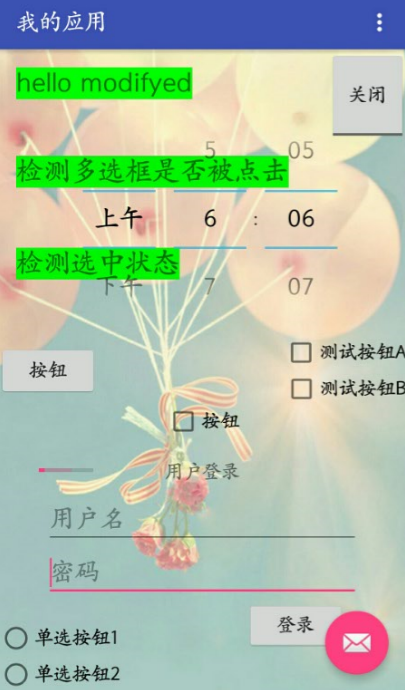 我的应用
hello modifyed
关闭
5 05
检测多选框是否被点击
上午 6 : 06
检测选中状态
下午 7 07
测试按钮A
按钮
测试按钮B
按钮
用户登录
用户名
密码
登录
单选按钮1
单选按钮2